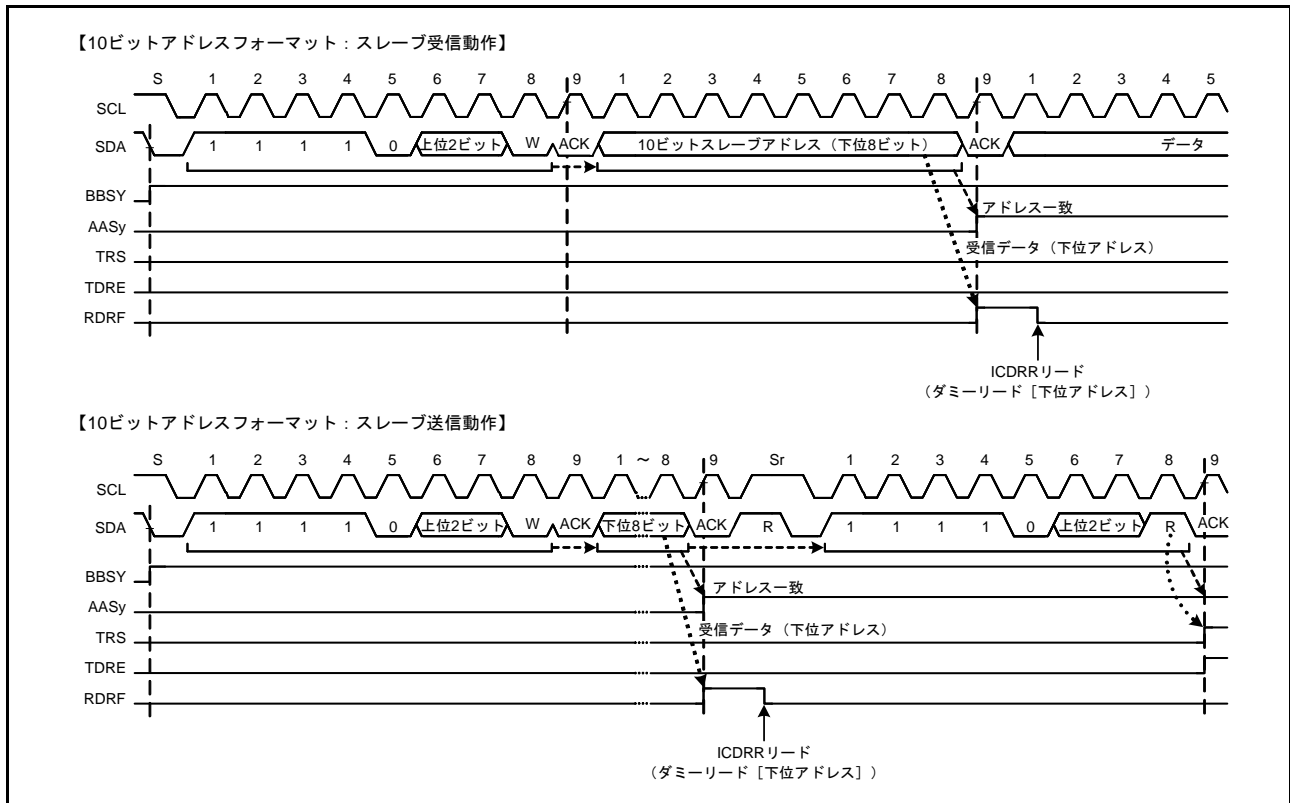 【10ビットアドレスフォーマット：スレーブ受信動作】
S 1 2 3 4 5 6 7 8 9 1 2 3 4 5 6 7 8 9 1 2 3 4 5
SCL
SDA 1 1 1 1 0 上位2ビット W ACK 10ビットスレーブアドレス（下位8ビット） ACK データ
BBSY
アドレス一致
AASy
受信データ（下位アドレス）
TRS
TDRE
RDRF
ICDRRリード
（ダミーリード［下位アドレス］）
【10ビットアドレスフォーマット：スレーブ送信動作】
S 1 2 3 4 5 6 7 8 9 1 ～ 8 9 Sr 1 2 3 4 5 6 7 8 9
SCL
SDA 1 1 1 1 0 上位2ビット W ACK 下位8ビット ACK R 1 1 1 1 0 上位2ビット R ACK
BBSY
アドレス一致
AASy
受信データ（下位アドレス）
TRS
TDRE
RDRF
ICDRRリード
（ダミーリード［下位アドレス］）